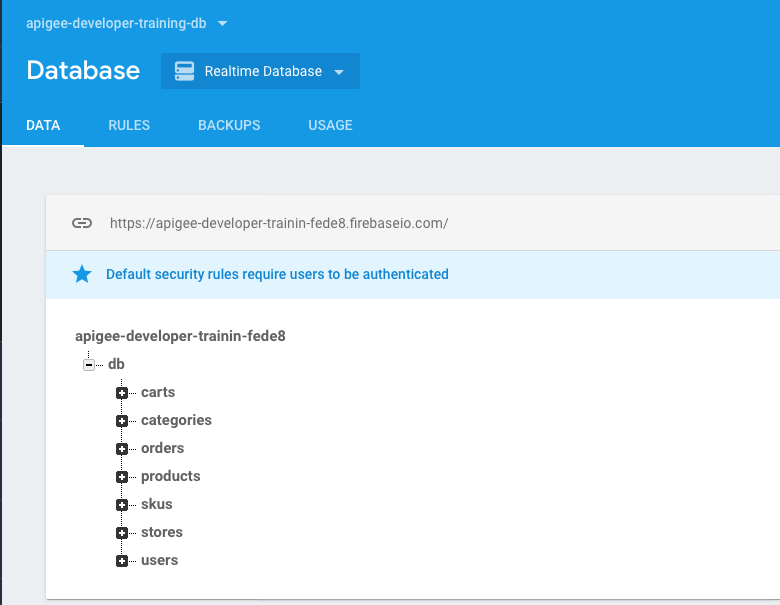 apigee-developer-training-db
Database
Realtime Database
DATA RULES BACKUPS USAGE
https://apigee-developer-trainin-fede8.firebaseio.com/
Default security rules require users to be authenticated
apigee-developer-trainin-fede8
db
carts
categories
orders
products
skus
stores
users